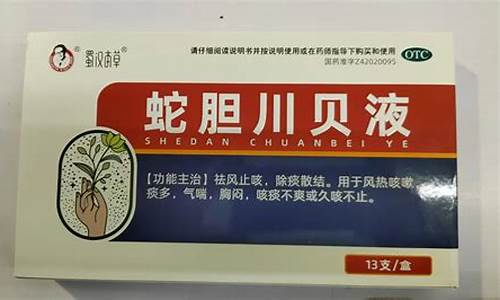 蜀汉本草®
请仔细阅读说明书并按说明使用或在药师指导下购买和使用
国药准字Z42020095
OTC
蛇胆川贝液
SHEDAN CHUANBEI YE
【功能主治】祛风止咳，除痰散结。用于风热咳嗽，
痰多，气喘，胸闷，咳痰不爽或久咳不止。
13支/盒